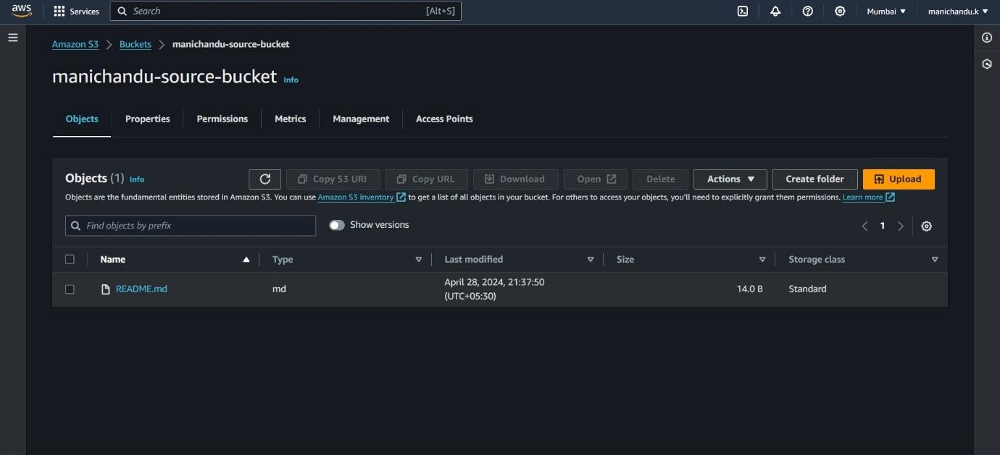 aws Services Search [Alt+S] Mumbai ▼ manichandu.k ▼
Amazon S3 > Buckets > manichandu-source-bucket
manichandu-source-bucket Info
Objects Properties Permissions Metrics Management Access Points
Objects (1) Info Copy S3 URI Copy URL Download Open Delete Actions ▼ Create folder Upload
Objects are the fundamental entities stored in Amazon S3. You can use Amazon S3 inventory to get a list of all objects in your bucket. For others to access your objects, you'll need to explicitly grant them permissions. Learn more
Find objects by prefix Show versions < 1 >
Name Type Last modified Size Storage class
README.md md April 28, 2024, 21:37:50 14.0 B Standard
(UTC+05:30)